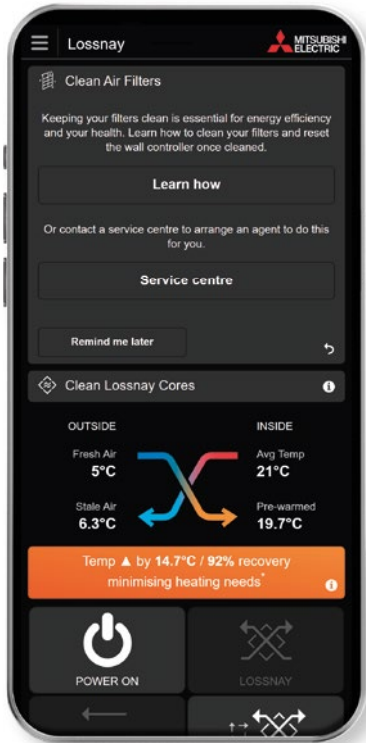 Lossnay
MITSUBISHI
ELECTRIC
Clean Air Filters
Keeping your filters clean is essential for energy efficiency
and your health. Learn how to clean your filters and reset
the wall controller once cleaned.
Learn how
Or contact a service centre to arrange an agent to do this
for you.
Service centre
Remind me later
Clean Lossnay Cores
OUTSIDE
INSIDE
Fresh Air
Avg Temp
5°C
21°C
Stale Air
Pre-warmed
6.3°C
19.7°C
Temp ▲ by 14.7°C / 92% recovery
minimising heating needs*
POWER ON
LOSSNAY